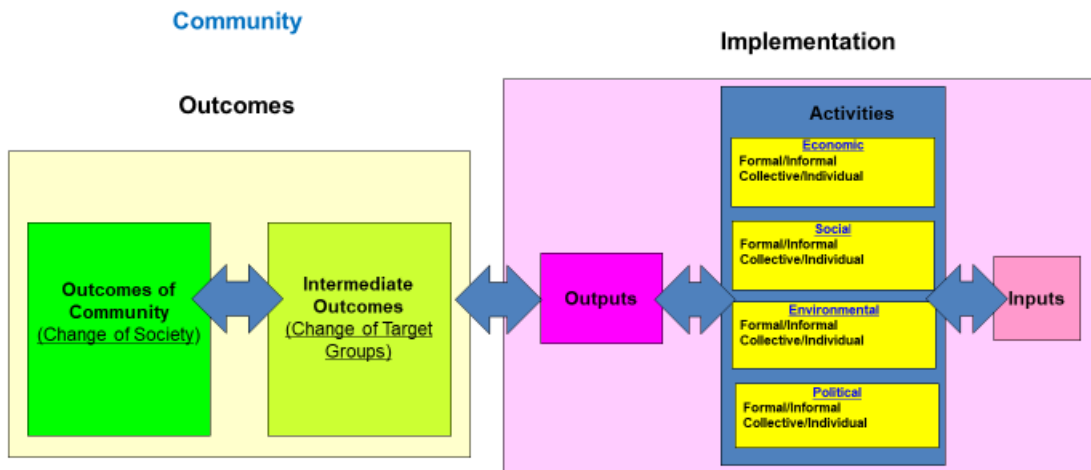 Community
Implementation
Outcomes
Outcomes of
Community
(Change of Society)
Intermediate
Outcomes
(Change of Target
Groups)
Outputs
Activities
Economic
Formal/Informal
Collective/Individual
Social
Formal/Informal
Collective/Individual
Environmental
Formal/Informal
Collective/Individual
Political
Formal/Informal
Collective/Individual
Inputs